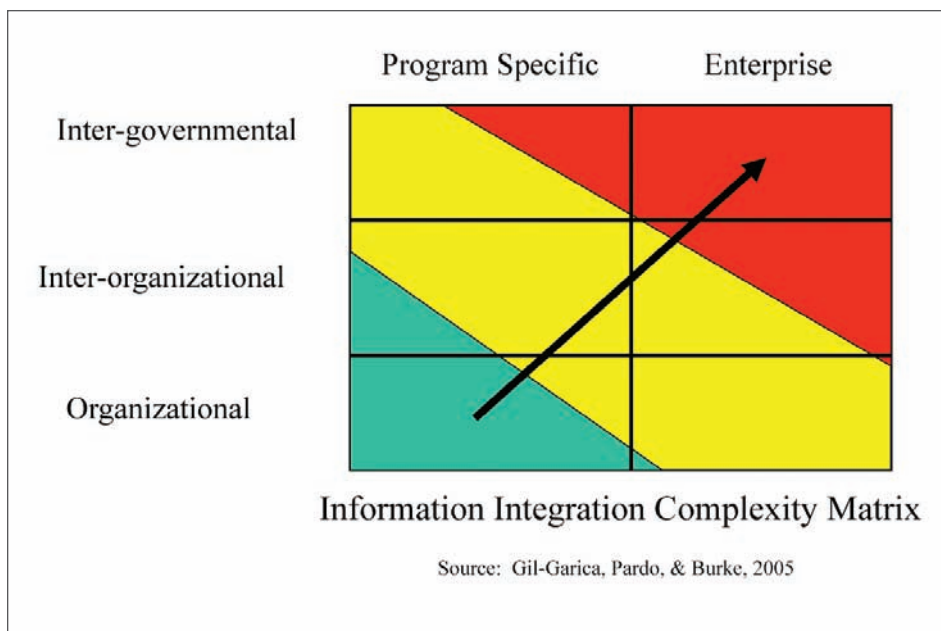 Program Specific
Enterprise
Inter-governmental
Inter-organizational
Organizational
Information Integration Complexity Matrix
Source: Gil-Garica, Pardo, & Burke, 2005